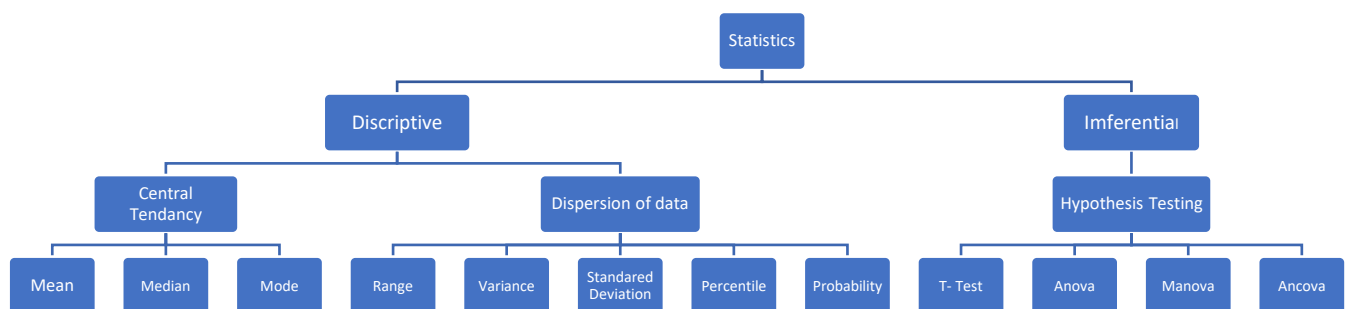 Statistics
Discriptive
Imferential
Central
Tendancy
Dispersion of data
Hypothesis Testing
Mean
Median
Mode
Range
Variance
Standared
Deviation
Percentile
Probability
T- Test
Anova
Manova
Ancova